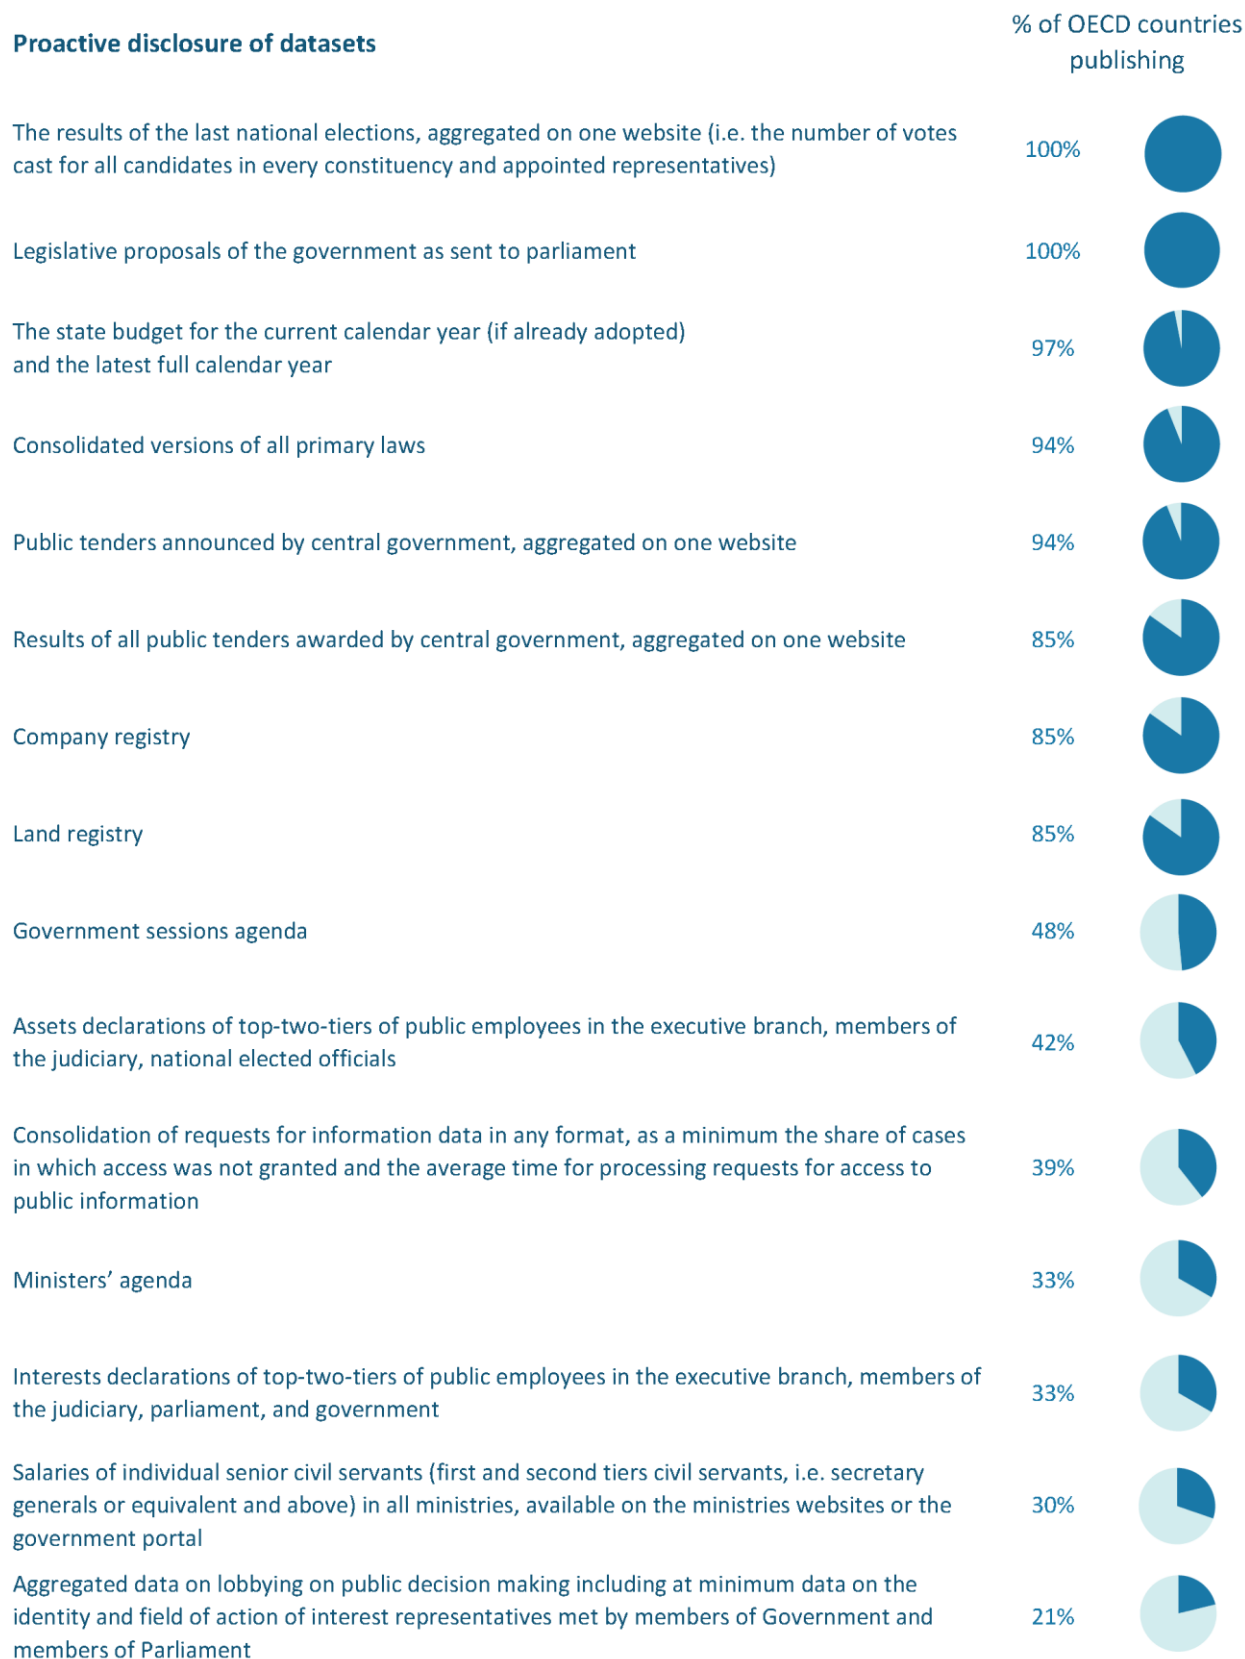 Proactive disclosure of datasets
% of OECD countries
publishing
The results of the last national elections, aggregated on one website (i.e. the number of votes
cast for all candidates in every constituency and appointed representatives)
100%
Legislative proposals of the government as sent to parliament
100%
The state budget for the current calendar year (if already adopted)
and the latest full calendar year
97%
Consolidated versions of all primary laws
94%
Public tenders announced by central government, aggregated on one website
94%
Results of all public tenders awarded by central government, aggregated on one website
85%
Company registry
85%
Land registry
85%
Government sessions agenda
48%
Assets declarations of top-two-tiers of public employees in the executive branch, members of
the judiciary, national elected officials
42%
Consolidation of requests for information data in any format, as a minimum the share of cases
in which access was not granted and the average time for processing requests for access to
public information
39%
Ministers’ agenda
33%
Interests declarations of top-two-tiers of public employees in the executive branch, members of
the judiciary, parliament, and government
33%
Salaries of individual senior civil servants (first and second tiers civil servants, i.e. secretary
generals or equivalent and above) in all ministries, available on the ministries websites or the
government portal
30%
Aggregated data on lobbying on public decision making including at minimum data on the
identity and field of action of interest representatives met by members of Government and
members of Parliament
21%